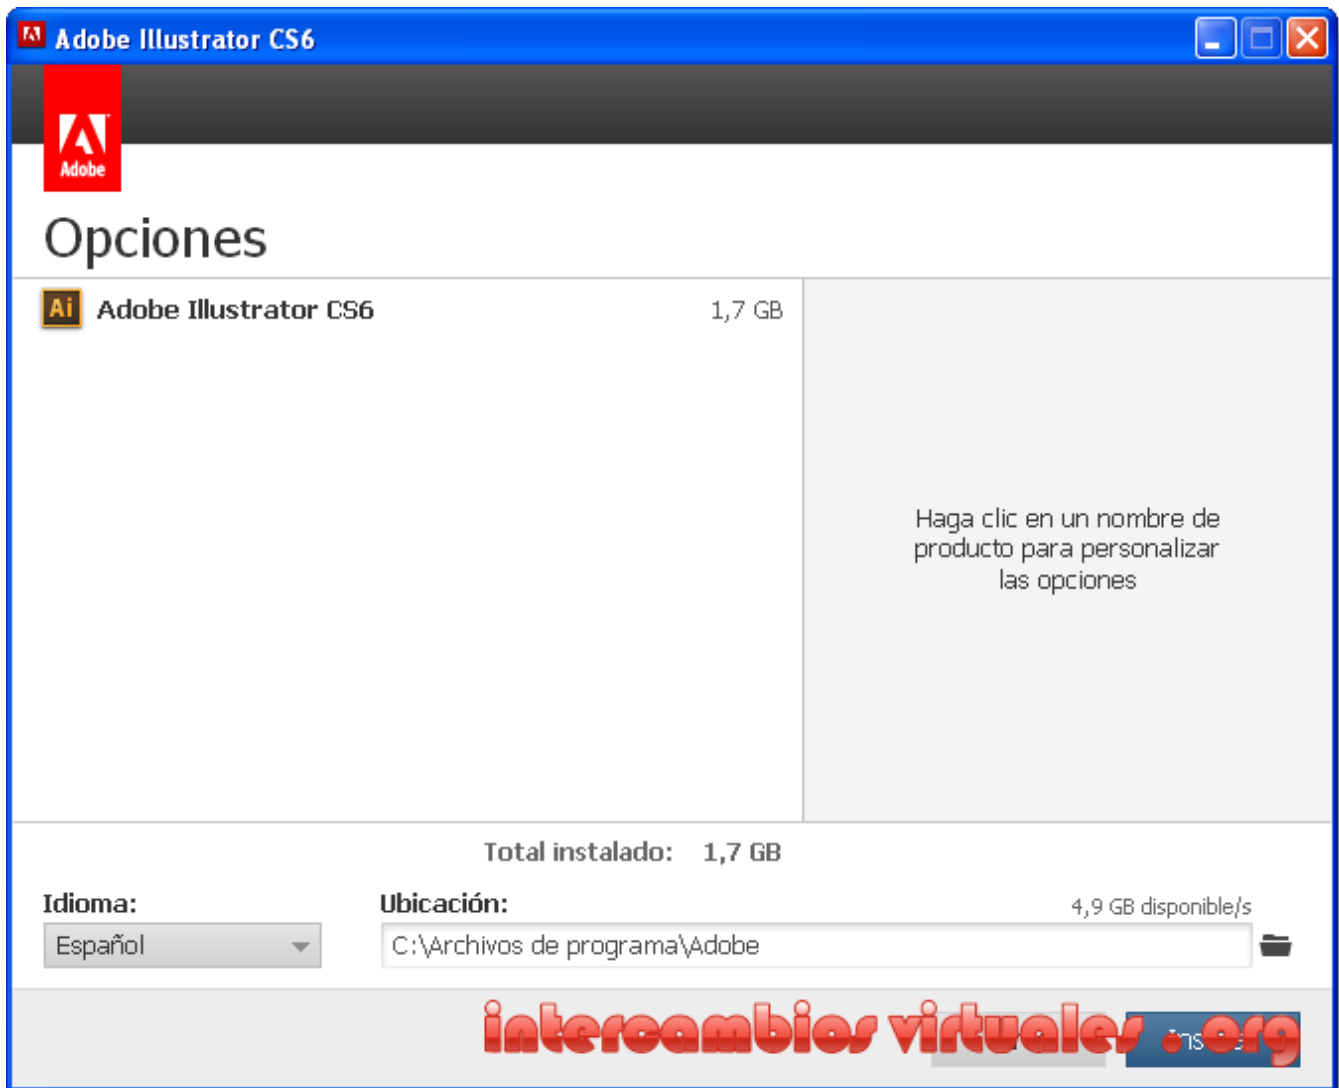 Adobe Illustrator CS6
Adobe
Opciones
Ai Adobe Illustrator CS6 1,7 GB
Haga clic en un nombre de
producto para personalizar
las opciones
Total instalado: 1,7 GB
Idioma: Ubicación: 4,9 GB disponible/s
Español C:\Archivos de programa\Adobe
intercambios virtuales . org